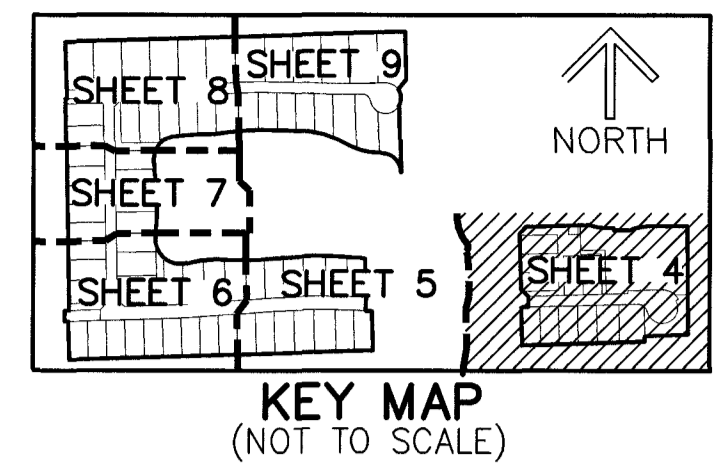 SHEET 9
SHEET 8
NORTH
SHEET 7
SHEET 4
SHEET 5
SHEET 6
KEY MAP
(NOT TO SCALE)